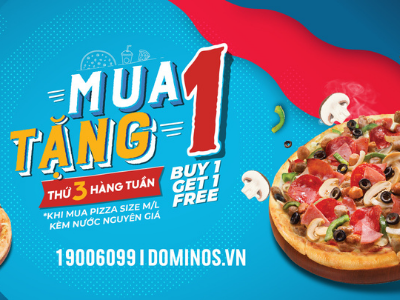 MUA 1
TẶNG
THỨ 3 HÀNG TUẦN
BUY 1
GET 1
FREE
*KHI MUA PIZZA SIZE M/L
KÈM NƯỚC NGUYÊN GIÁ
19006099 | DOMINOS.VN